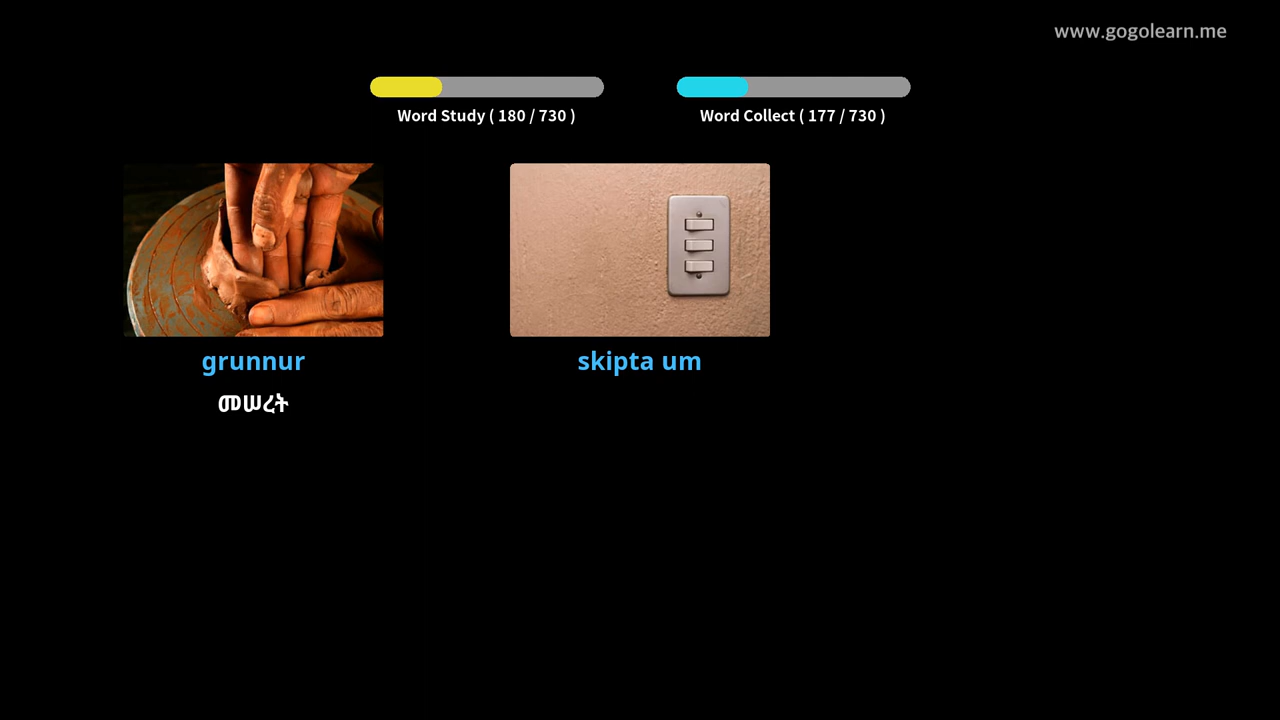 www.gogolearn.me
Word Study ( 180 / 730 )
Word Collect ( 177 / 730 )
grunnur
skipta um
መሠረት